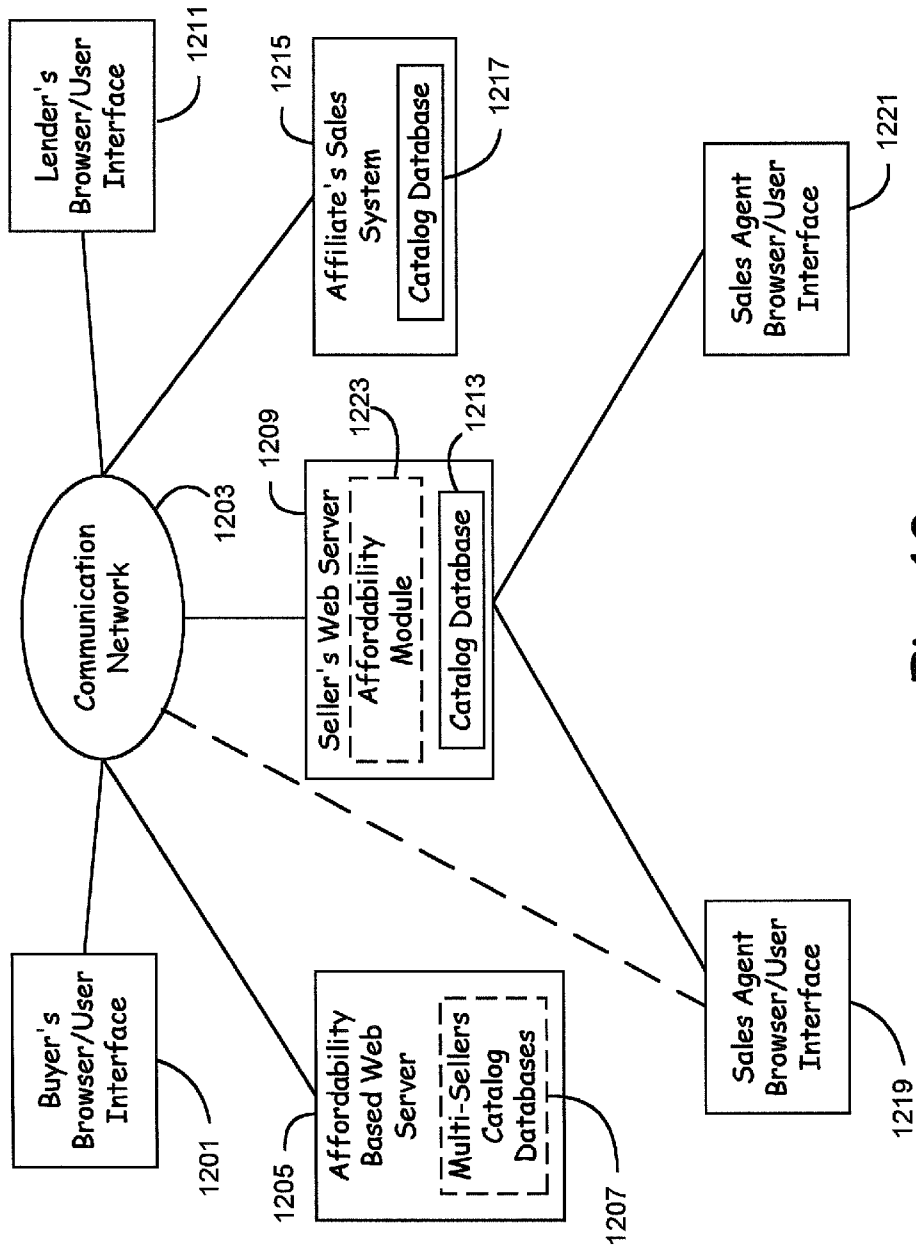 Buyer's
Browser/User
Interface
1201
Communication
Network
1203
Lender's
Browser/User
Interface
1211
1205
Affordability
Based Web
Server
Multi-Sellers
Catalog
Databases
1207
Seller's Web Server
Affordability
Module
Catalog Database
1209
1223
1213
Affiliate's Sales
System
Catalog Database
1215
1217
Sales Agent
Browser/User
Interface
1219
Sales Agent
Browser/User
Interface
1221